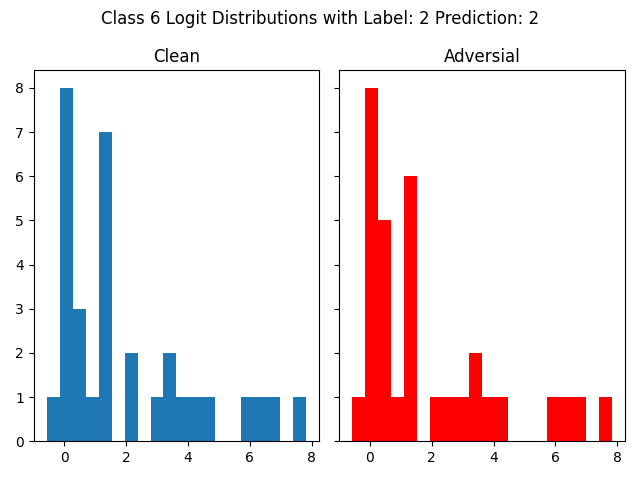 Class 6 Logit Distributions with Label: 2 Prediction: 2
Clean
Adversial
8
7
6
5
4
3
2
1
0
0 2 4 6 8
0 2 4 6 8